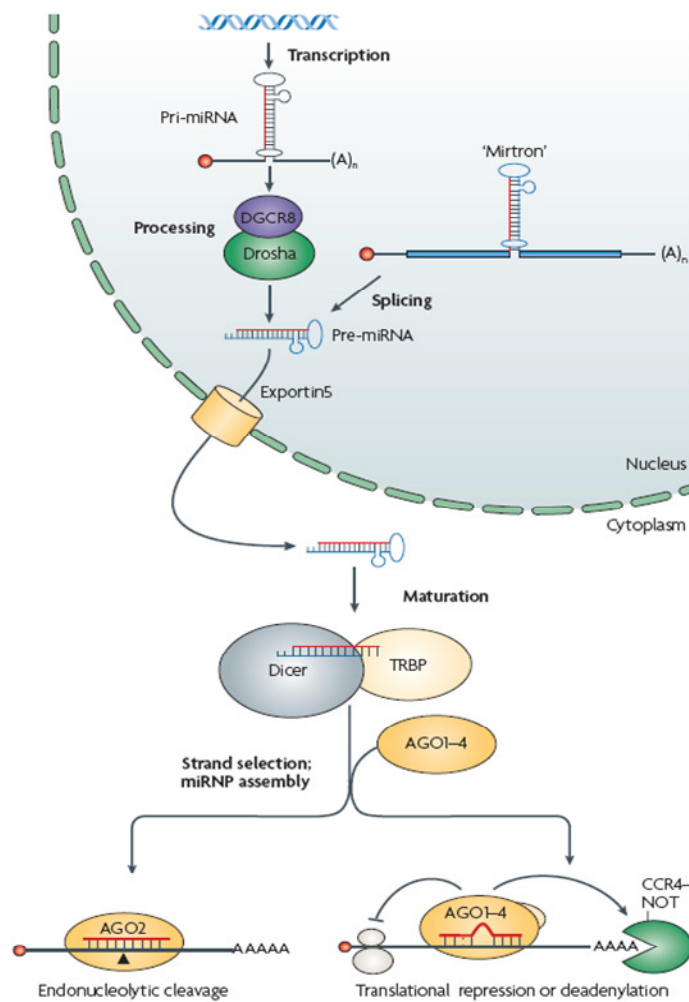 Transcription
Pri-miRNA
(A)n
'Mirtron'
DGCR8
Processing
Drosha
(A)n
Splicing
Pre-miRNA
Exportin5
Nucleus
Cytoplasm
Maturation
Dicer
TRBP
AGO1–4
Strand selection;
miRNP assembly
CCR4–
NOT
AGO2
AAAAA
AGO1–4
AAAA
Endonucleolytic cleavage
Translational repression or deadenylation